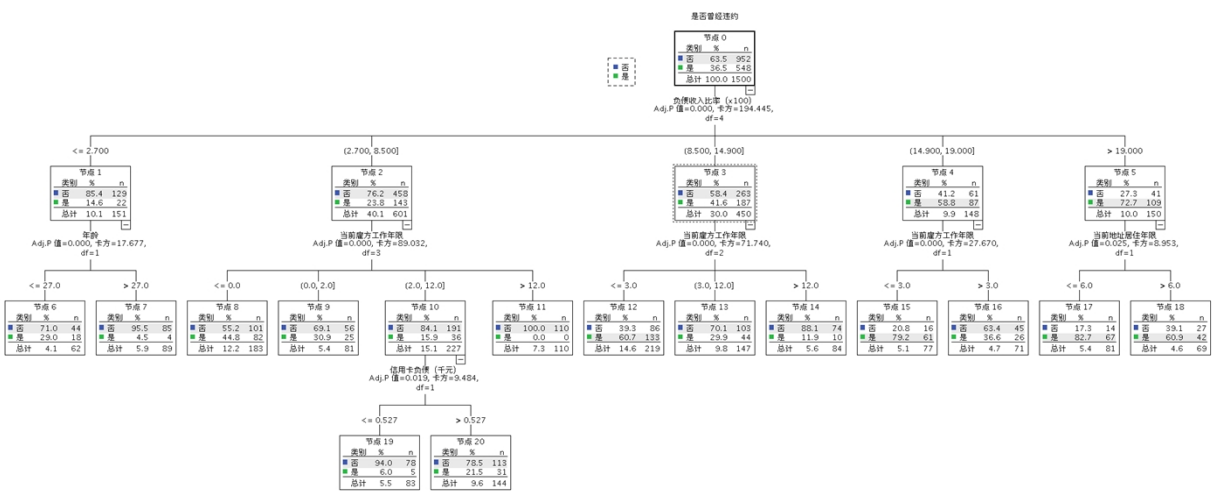 是否曾经违约
节点 0
类别 % n
否 63.5 952
是 36.5 548
总计 100.0 1500
否
是
负债收入比率 (x100)
Adj.P 值=0.000, 卡方=194.445,
df=4
<= 2.700
(2.700, 8.500]
(8.500, 14.900]
(14.900, 19.000]
> 19.000
节点 1
类别 % n
否 85.4 129
是 14.6 22
总计 10.1 151
节点 2
类别 % n
否 76.2 458
是 23.8 143
总计 40.1 601
节点 3
类别 % n
否 58.4 263
是 41.6 187
总计 30.0 450
节点 4
类别 % n
否 41.2 61
是 58.8 87
总计 9.9 148
节点 5
类别 % n
否 27.3 41
是 72.7 109
总计 10.0 150
年龄
Adj.P 值=0.000, 卡方=17.677,
df=1
当前雇方工作年限
Adj.P 值=0.000, 卡方=89.032,
df=3
当前雇方工作年限
Adj.P 值=0.000, 卡方=71.740,
df=2
当前雇方工作年限
Adj.P 值=0.000, 卡方=27.670,
df=1
当前地址居住年限
Adj.P 值=0.025, 卡方=8.953,
df=1
<= 27.0
> 27.0
<= 0.0
(0.0, 2.0]
(2.0, 12.0]
> 12.0
<= 3.0
(3.0, 12.0]
> 12.0
<= 3.0
> 3.0
<= 6.0
> 6.0
节点 6
类别 % n
否 71.0 44
是 29.0 18
总计 4.1 62
节点 7
类别 % n
否 95.5 85
是 4.5 4
总计 5.9 89
节点 8
类别 % n
否 55.2 101
是 44.8 82
总计 12.2 183
节点 9
类别 % n
否 69.1 56
是 30.9 25
总计 5.4 81
节点 10
类别 % n
否 84.1 191
是 15.9 36
总计 15.1 227
节点 11
类别 % n
否 100.0 110
是 0.0 0
总计 7.3 110
节点 12
类别 % n
否 39.3 86
是 60.7 133
总计 14.6 219
节点 13
类别 % n
否 70.1 103
是 29.9 44
总计 9.8 147
节点 14
类别 % n
否 88.1 74
是 11.9 10
总计 5.6 84
节点 15
类别 % n
否 20.8 16
是 79.2 61
总计 5.1 77
节点 16
类别 % n
否 63.4 45
是 36.6 26
总计 4.7 71
节点 17
类别 % n
否 17.3 14
是 82.7 67
总计 5.4 81
节点 18
类别 % n
否 39.1 27
是 60.9 42
总计 4.6 69
信用卡负债 (千元)
Adj.P 值=0.019, 卡方=9.484,
df=1
<= 0.527
> 0.527
节点 19
类别 % n
否 94.0 78
是 6.0 5
总计 5.5 83
节点 20
类别 % n
否 78.5 113
是 21.5 31
总计 9.6 144